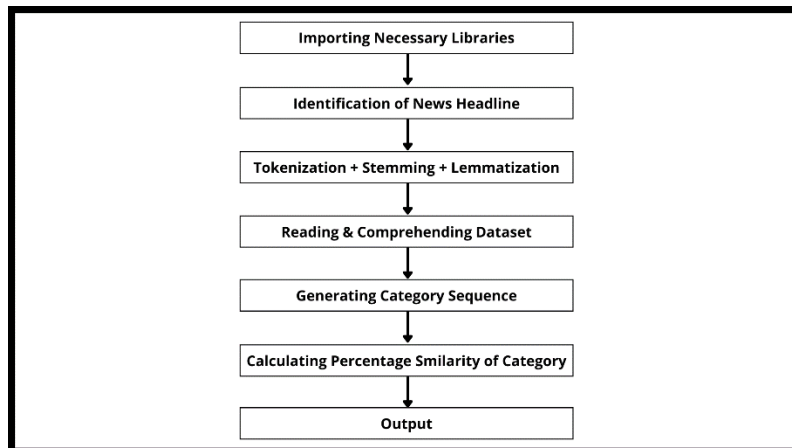 Importing Necessary Libraries
Identification of News Headline
Tokenization + Stemming + Lemmatization
Reading & Comprehending Dataset
Generating Category Sequence
Calculating Percentage Smilarity of Category
Output